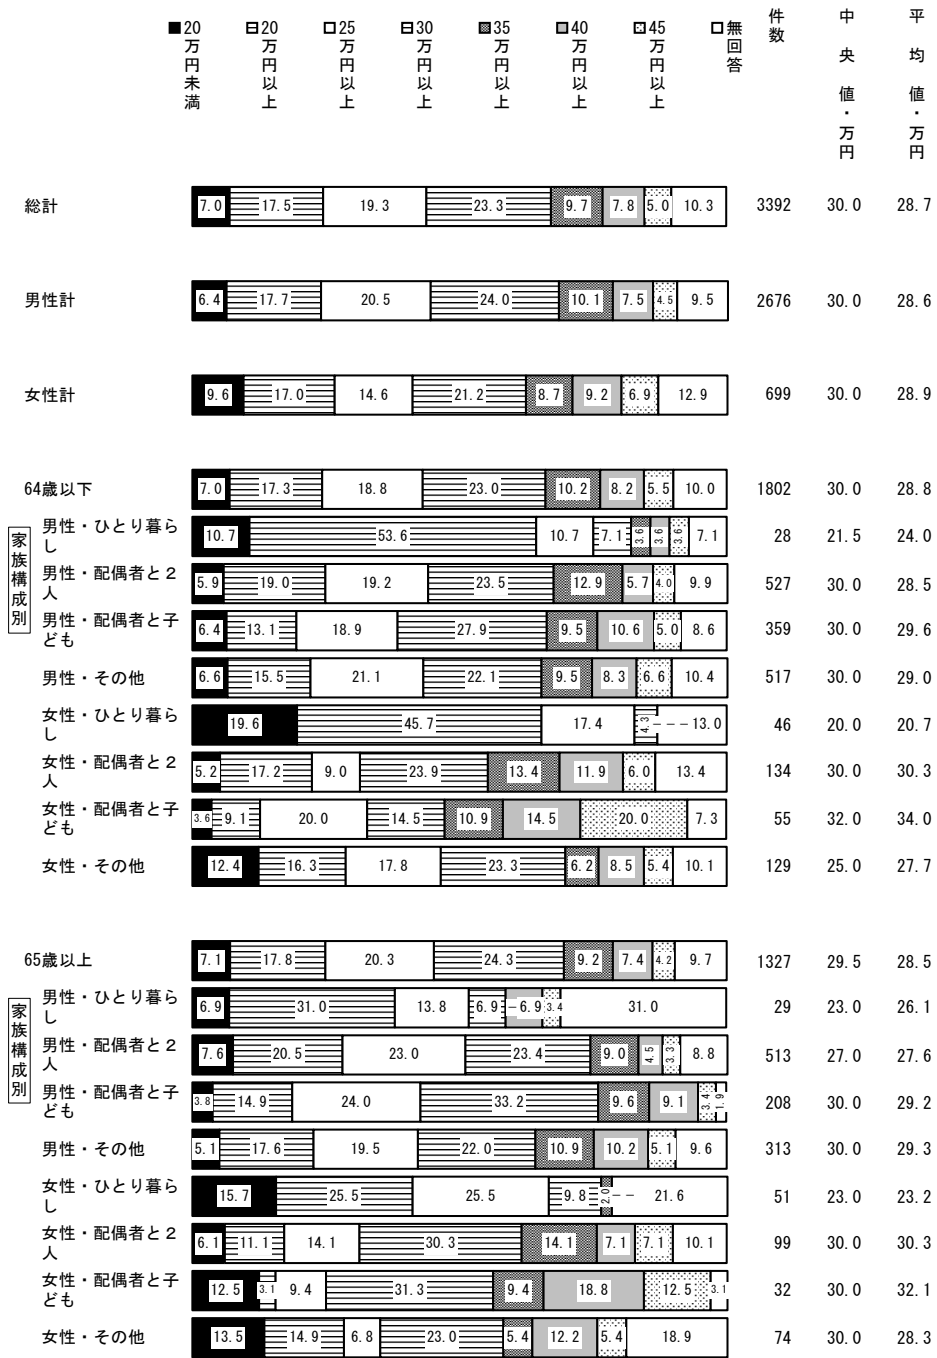 ■20万円未満 20万円以上 25万円以上 30万円以上 35万円以上 40万円以上 45万円以上 無回答 件数 中央値・万円 平均値・万円
総計 7.0 17.5 19.3 23.3 9.7 7.8 5.0 10.3 3392 30.0 28.7
男性計 6.4 17.7 20.5 24.0 10.1 7.5 4.5 9.5 2676 30.0 28.6
女性計 9.6 17.0 14.6 21.2 8.7 9.2 6.9 12.9 699 30.0 28.9
64歳以下 7.0 17.3 18.8 23.0 10.2 8.2 5.5 10.0 1802 30.0 28.8
家族構成別
男性・ひとり暮らし 10.7 53.6 10.7 7.1 3.6 3.6 3.6 7.1 28 21.5 24.0
男性・配偶者と2人 5.9 19.0 19.2 23.5 12.9 5.7 4.0 9.9 527 30.0 28.5
男性・配偶者と子ども 6.4 13.1 18.9 27.9 9.5 10.6 5.0 8.6 359 30.0 29.6
男性・その他 6.6 15.5 21.1 22.1 9.5 8.3 6.6 10.4 517 30.0 29.0
女性・ひとり暮らし 19.6 45.7 17.4 4.3 - - - 13.0 46 20.0 20.7
女性・配偶者と2人 5.2 17.2 9.0 23.9 13.4 11.9 6.0 13.4 134 30.0 30.3
女性・配偶者と子ども 3.6 9.1 20.0 14.5 10.9 14.5 20.0 7.3 55 32.0 34.0
女性・その他 12.4 16.3 17.8 23.3 6.2 8.5 5.4 10.1 129 25.0 27.7
65歳以上 7.1 17.8 20.3 24.3 9.2 7.4 4.2 9.7 1327 29.5 28.5
家族構成別
男性・ひとり暮らし 6.9 31.0 13.8 6.9 - 6.9 3.4 31.0 29 23.0 26.1
男性・配偶者と2人 7.6 20.5 23.0 23.4 9.0 4.5 3.3 8.8 513 27.0 27.6
男性・配偶者と子ども 3.8 14.9 24.0 33.2 9.6 9.1 3.4 1.9 208 30.0 29.2
男性・その他 5.1 17.6 19.5 22.0 10.9 10.2 5.1 9.6 313 30.0 29.3
女性・ひとり暮らし 15.7 25.5 25.5 9.8 2.0 - - 21.6 51 23.0 23.2
女性・配偶者と2人 6.1 11.1 14.1 30.3 14.1 7.1 7.1 10.1 99 30.0 30.3
女性・配偶者と子ども 12.5 3.1 9.4 31.3 9.4 18.8 12.5 3.1 32 30.0 32.1
女性・その他 13.5 14.9 6.8 23.0 5.4 12.2 5.4 18.9 74 30.0 28.3